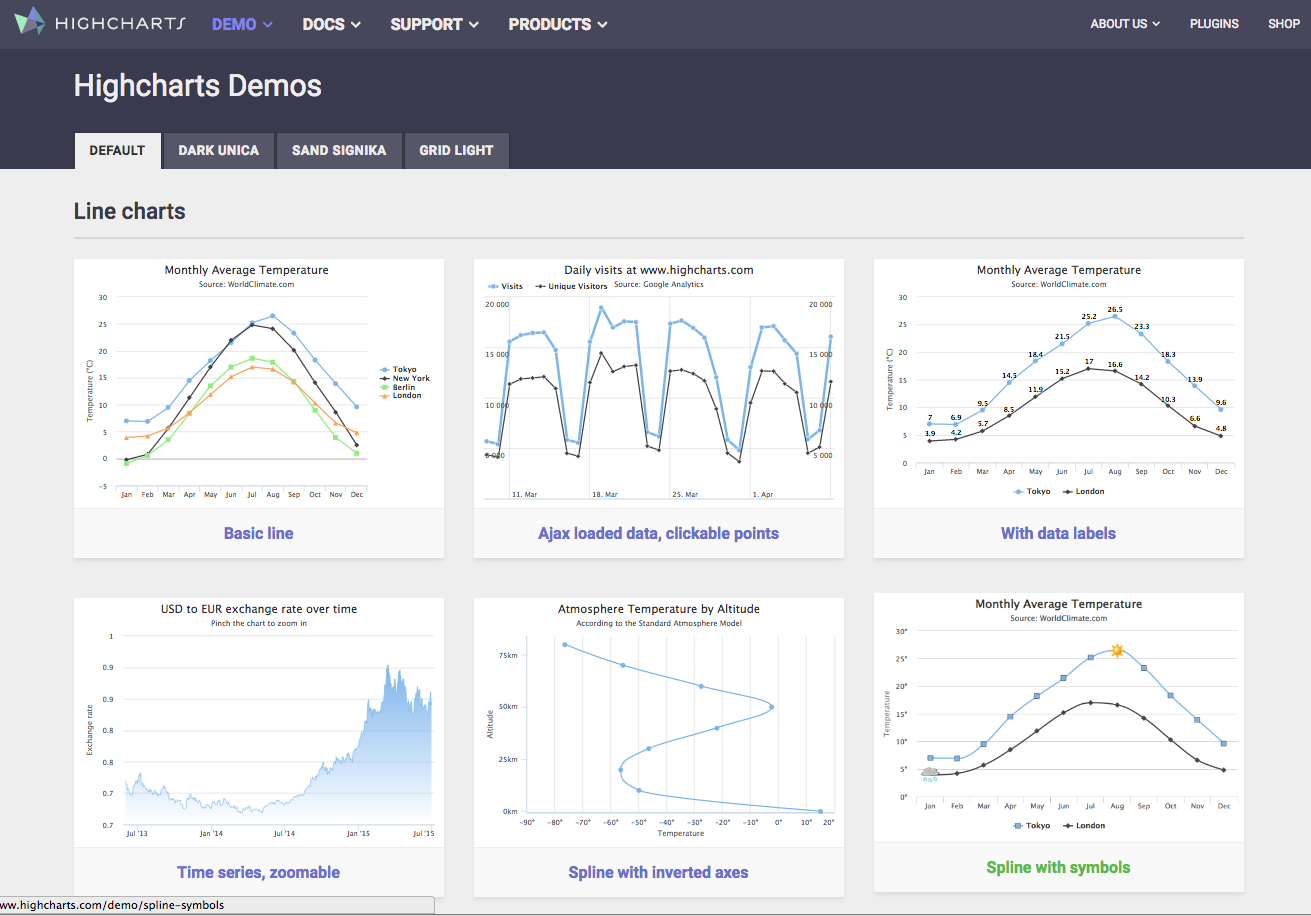 HIGHCHARTS DEMO DOCS SUPPORT PRODUCTS ABOUT US PLUGINS SHOP
Highcharts Demos
DEFAULT DARK UNICA SAND SIGNIKA GRID LIGHT
Line charts
Monthly Average Temperature
Source: WorldClimate.com
Temperature (°C)
30
25
20
15
10
5
0
-5
Jan Feb Mar Apr May Jun Jul Aug Sep Oct Nov Dec
Tokyo
New York
Berlin
London
Basic line
Daily visits at www.highcharts.com
Visits Unique Visitors Source: Google Analytics
20 000 20 000
15 000 15 000
10 000 10 000
5 000 5 000
11. Mar 18. Mar 25. Mar 1. Apr
Ajax loaded data, clickable points
Monthly Average Temperature
Source: WorldClimate.com
Temperature (°C)
30
25
20
15
10
5
0
7 6.9 9.5 14.5 18.4 21.5 25.2 26.5 23.3 18.3 13.9 9.6
3.9 4.2 5.7 8.5 11.9 15.2 17 16.6 14.2 10.3 6.6 4.8
Jan Feb Mar Apr May Jun Jul Aug Sep Oct Nov Dec
Tokyo London
With data labels
USD to EUR exchange rate over time
Pinch the chart to zoom in
Exchange rate
1
0.9
0.9
0.8
0.8
0.7
0.7
Jul '13 Jan '14 Jul '14 Jan '15 Jul '15
Time series, zoomable
Atmosphere Temperature by Altitude
According to the Standard Atmosphere Model
Altitude
75km
50km
25km
0km
-90° -80° -70° -60° -50° -40° -30° -20° -10° 0° 10° 20°
Temperature
Spline with inverted axes
Monthly Average Temperature
Source: WorldClimate.com
Temperature
30°
25°
20°
15°
10°
5°
0°
Jan Feb Mar Apr May Jun Jul Aug Sep Oct Nov Dec
Tokyo London
Spline with symbols
ww.highcharts.com/demo/spline-symbols